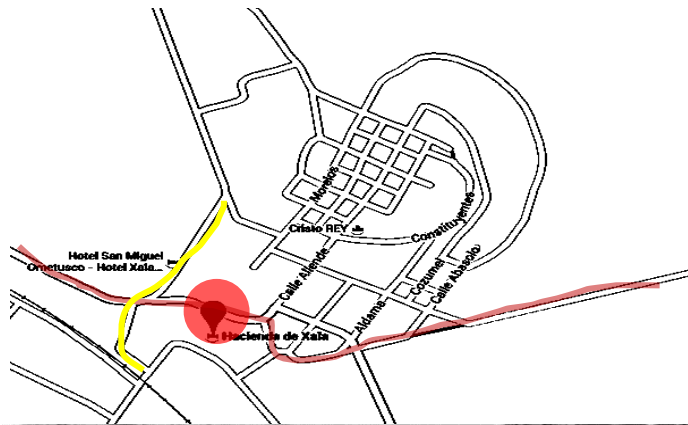 Morelos
Cristo REY
Constituyentes
Hotel San Miguel
Ometusco - Hotel Xala...
Calle Allende
Cozumel
Calle Abasolo
Aldama
Hacienda de Xala